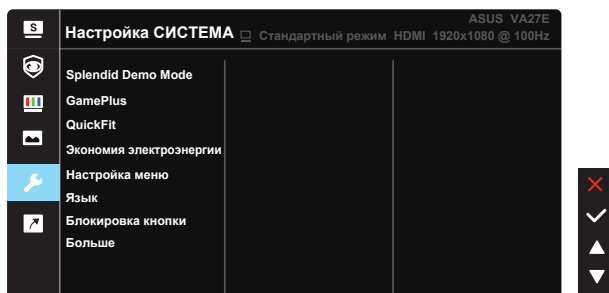 S
ASUS VA27E
Настройка СИСТЕМА Стандартный режим HDMI 1920x1080 @ 100Hz
Splendid Demo Mode
GamePlus
QuickFit
Экономия электроэнергии
Настройка меню
Язык
Блокировка кнопки
Больше